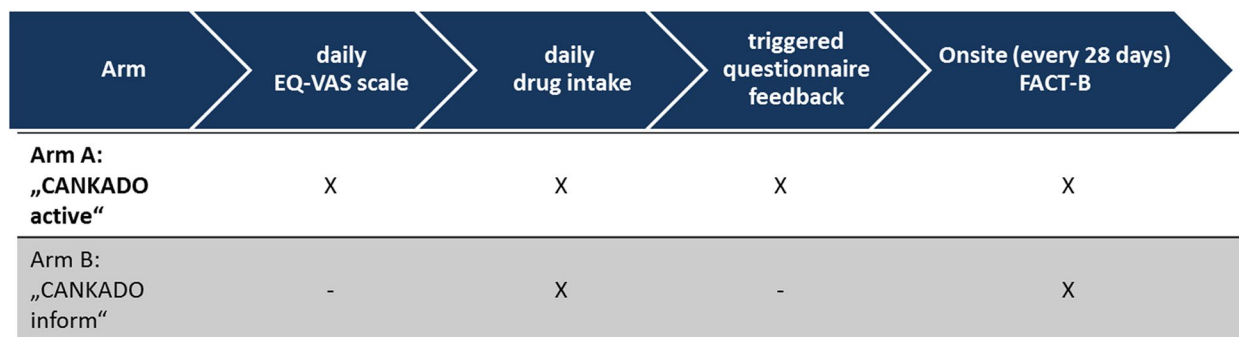 Arm
daily
EQ-VAS scale
daily
drug intake
triggered
questionnaire
feedback
Onsite (every 28 days)
FACT-B
Arm A:
„CANKADO
active“
X
X
X
X
Arm B:
„CANKADO
inform“
-
X
-
X